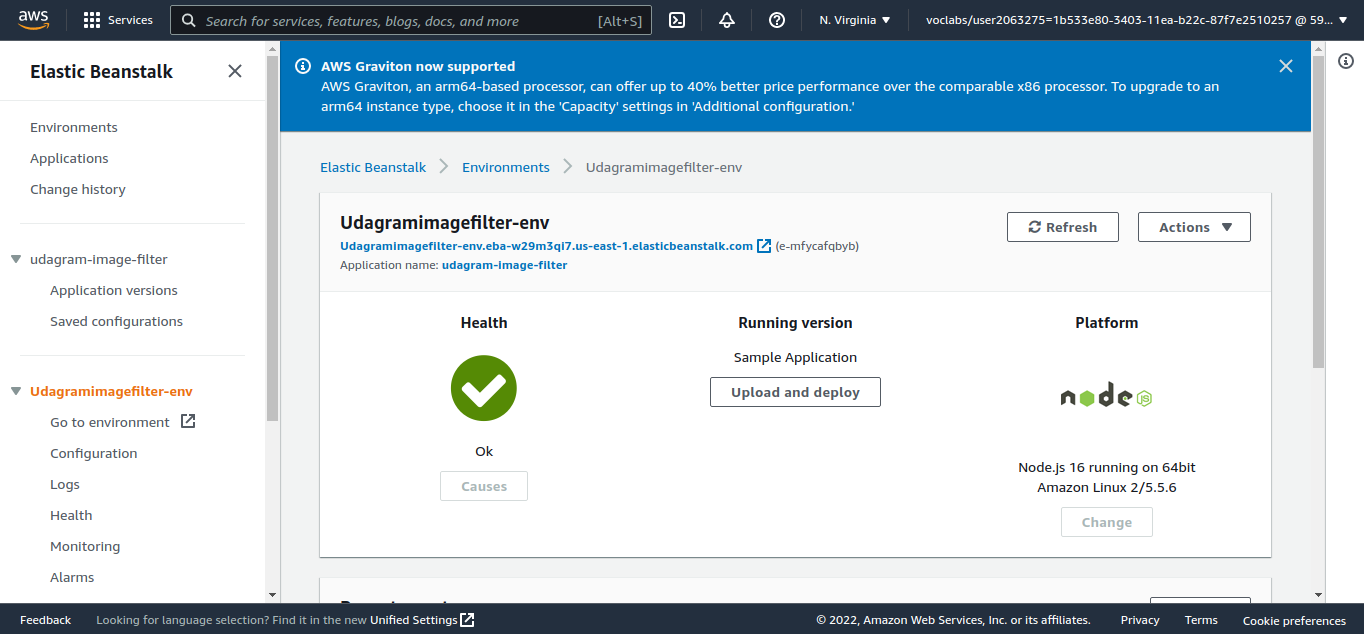 aws
Services
Search for services, features, blogs, docs, and more
[Alt+S]
N. Virginia
voclabs/user2063275=1b533e80-3403-11ea-b22c-87f7e2510257 @ 59...
Elastic Beanstalk
Environments
Applications
Change history
udagram-image-filter
Application versions
Saved configurations
Udagramimagefilter-env
Go to environment
Configuration
Logs
Health
Monitoring
Alarms
AWS Graviton now supported
AWS Graviton, an arm64-based processor, can offer up to 40% better price performance over the comparable x86 processor. To upgrade to an
arm64 instance type, choose it in the 'Capacity' settings in 'Additional configuration.'
Elastic Beanstalk
Environments
Udagramimagefilter-env
Udagramimagefilter-env
Udagramimagefilter-env.eba-w29m3qi7.us-east-1.elasticbeanstalk.com (e-mfycafqbyb)
Application name: udagram-image-filter
Refresh
Actions
Health
Ok
Causes
Running version
Sample Application
Upload and deploy
Platform
node JS
Node.js 16 running on 64bit
Amazon Linux 2/5.5.6
Change
Feedback
Looking for language selection? Find it in the new Unified Settings
© 2022, Amazon Web Services, Inc. or its affiliates.
Privacy
Terms
Cookie preferences